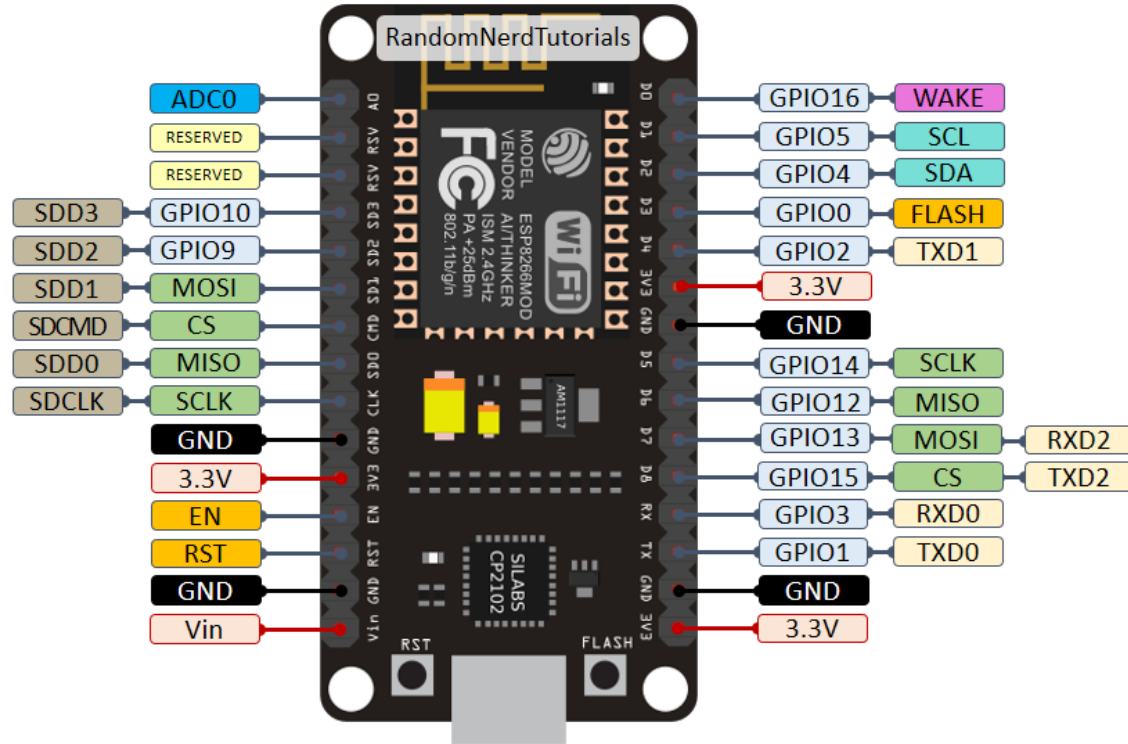 RandomNerdTutorials
ADC0
A0
D0
GPIO16
WAKE
RESERVED
RSV
D1
GPIO5
SCL
RESERVED
RSV
D2
GPIO4
SDA
SDD3
GPIO10
SD3
D3
GPIO0
FLASH
SDD2
GPIO9
SD2
D4
GPIO2
TXD1
SDD1
MOSI
SD1
3V3
3.3V
SDCMD
CS
CMD
GND
GND
SDD0
MISO
SD0
D5
GPIO14
SCLK
SDCLK
SCLK
CLK
D6
GPIO12
MISO
GND
GND
D7
GPIO13
MOSI
RXD2
3.3V
3V3
D8
GPIO15
CS
TXD2
EN
EN
RX
GPIO3
RXD0
RST
RST
TX
GPIO1
TXD0
GND
GND
GND
GND
Vin
Vin
3V3
3.3V
MODEL
VENDOR
ESP8266MOD
AI/THINKER
ISM 2.4GHz
PA +25dBm
802.11b/g/n
FC
WiFi
AM1117
SILABS
CP2102
RST
FLASH